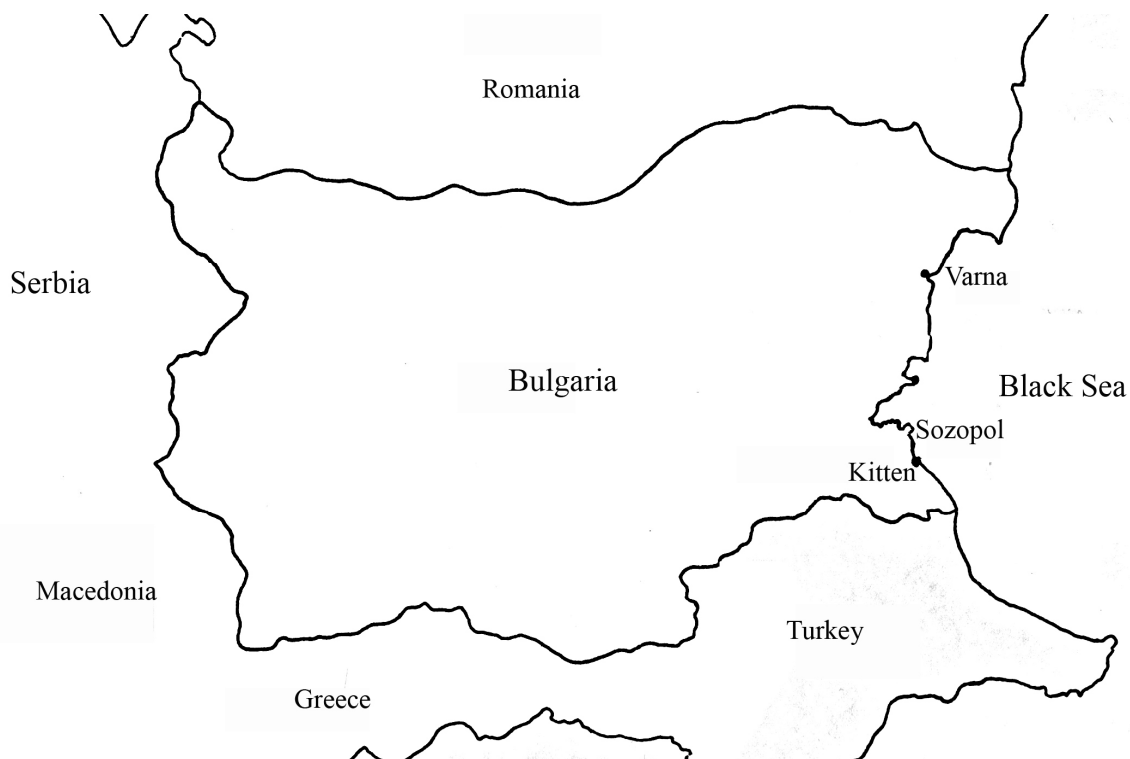 Romania
Serbia
Varna
Bulgaria
Black Sea
Sozopol
Kitten
Macedonia
Turkey
Greece